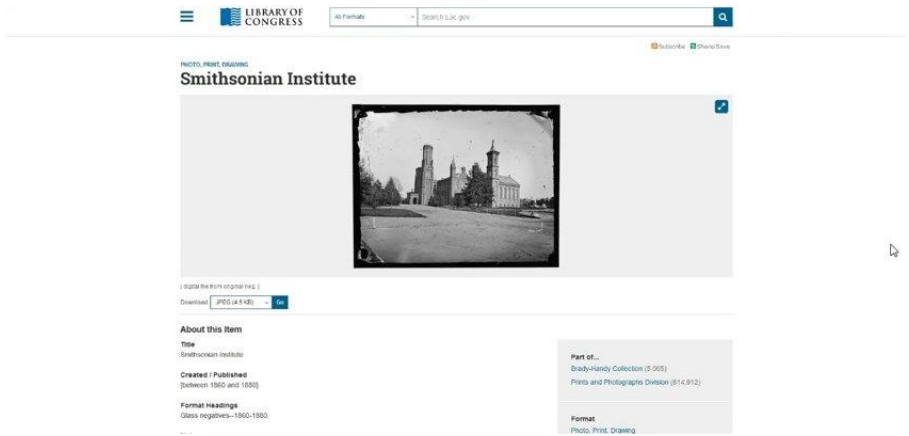 LIBRARY OF
CONGRESS
All Formats
Search Loc.gov
Subscribe Share/Save
PHOTO, PRINT, DRAWING
Smithsonian Institute
[ digital file from original neg. ]
Download: JPEG (4.5 KB) Go
About this Item
Title
Smithsonian Institute
Created / Published
[between 1860 and 1880]
Format Headings
Glass negatives--1860-1880.
Part of...
Brady-Handy Collection (5,065)
Prints and Photographs Division (814,912)
Format
Photo, Print, Drawing